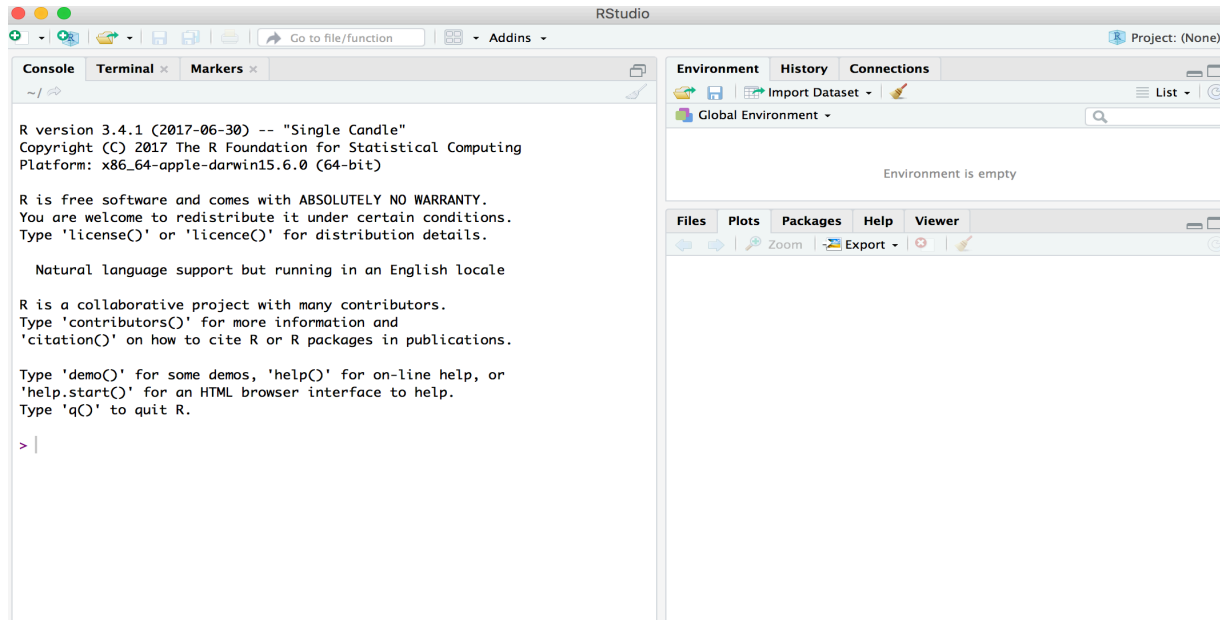 RStudio
Go to file/function
Addins
Project: (None)
Console Terminal Markers
~/
R version 3.4.1 (2017-06-30) -- "Single Candle"
Copyright (C) 2017 The R Foundation for Statistical Computing
Platform: x86_64-apple-darwin15.6.0 (64-bit)
R is free software and comes with ABSOLUTELY NO WARRANTY.
You are welcome to redistribute it under certain conditions.
Type 'license()' or 'licence()' for distribution details.
Natural language support but running in an English locale
R is a collaborative project with many contributors.
Type 'contributors()' for more information and
'citation()' on how to cite R or R packages in publications.
Type 'demo()' for some demos, 'help()' for on-line help, or
'help.start()' for an HTML browser interface to help.
Type 'q()' to quit R.
>
Environment History Connections
Import Dataset List
Global Environment
Environment is empty
Files Plots Packages Help Viewer
Zoom Export